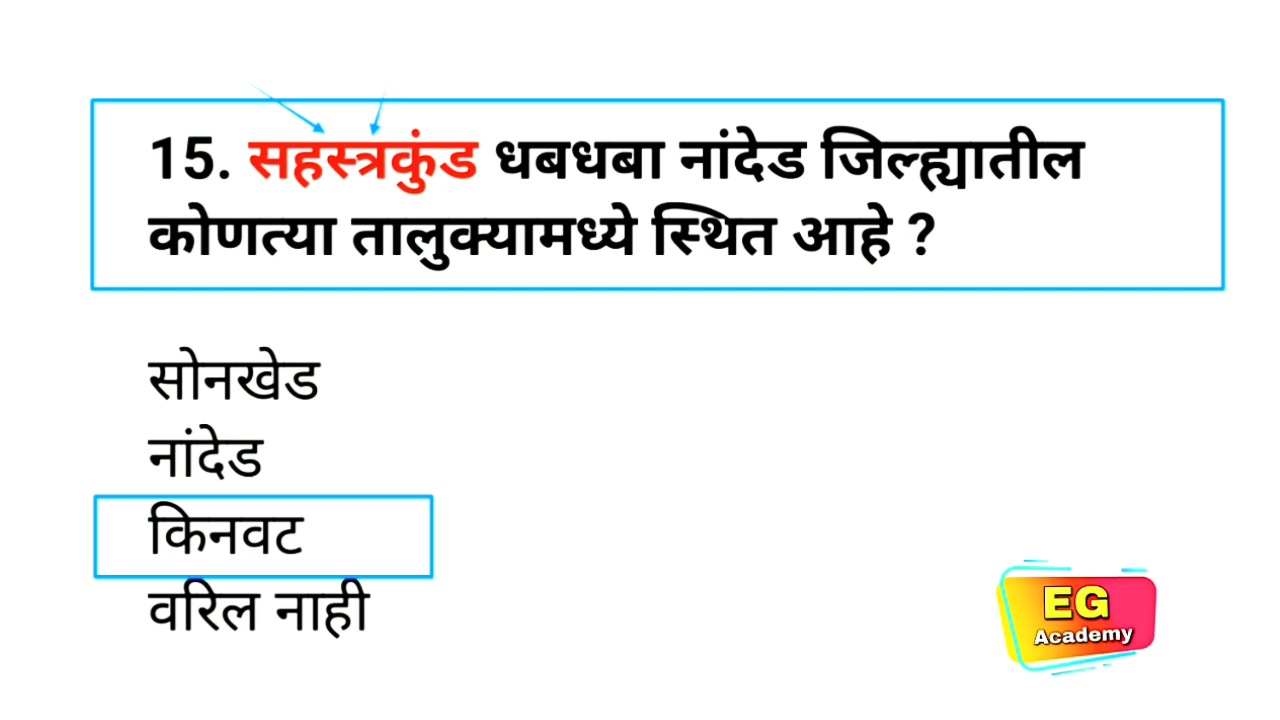 15. सहस्त्रकुंड धबधबा नांदेड जिल्ह्यातील
कोणत्या तालुक्यामध्ये स्थित आहे ?
सोनखेड
नांदेड
किनवट
वरिल नाही
EG
Academy